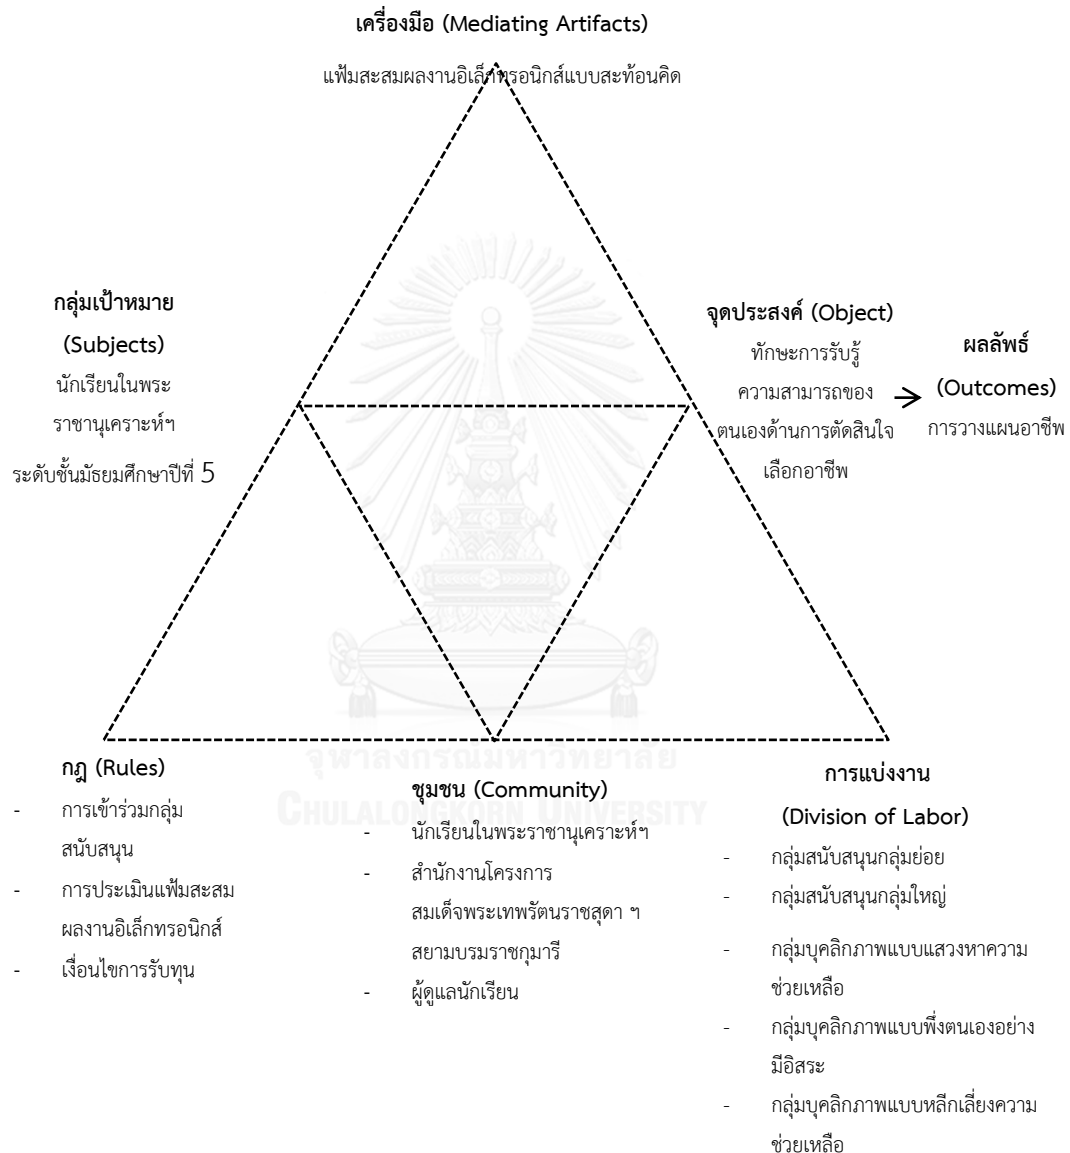 เครื่องมือ (Mediating Artifacts)
แฟ้มสะสมผลงานอิเล็กทรอนิกส์แบบสะท้อนคิด
กลุ่มเป้าหมาย
(Subjects)
นักเรียนในพระ
ราชานุเคราะห์ฯ
ระดับชั้นมัธยมศึกษาปีที่ 5
จุดประสงค์ (Object)
ทักษะการรับรู้
ความสามารถของ
ตนเองด้านการตัดสินใจ
เลือกอาชีพ
ผลลัพธ์
(Outcomes)
การวางแผนอาชีพ
กฎ (Rules)
- การเข้าร่วมกลุ่ม
สนับสนุน
- การประเมินแฟ้มสะสม
ผลงานอิเล็กทรอนิกส์
- เงื่อนไขการรับทุน
ชุมชน (Community)
- นักเรียนในพระราชานุเคราะห์ฯ
- สำนักงานโครงการ
สมเด็จพระเทพรัตนราชสุดา ฯ
สยามบรมราชกุมารี
- ผู้ดูแลนักเรียน
การแบ่งงาน
(Division of Labor)
- กลุ่มสนับสนุนกลุ่มย่อย
- กลุ่มสนับสนุนกลุ่มใหญ่
- กลุ่มบุคลิกภาพแบบแสวงหาความ
ช่วยเหลือ
- กลุ่มบุคลิกภาพแบบพึ่งตนเองอย่าง
มีอิสระ
- กลุ่มบุคลิกภาพแบบหลีกเลี่ยงความ
ช่วยเหลือ
จุฬาลงกรณ์มหาวิทยาลัย
CHULALONGKORN UNIVERSITY